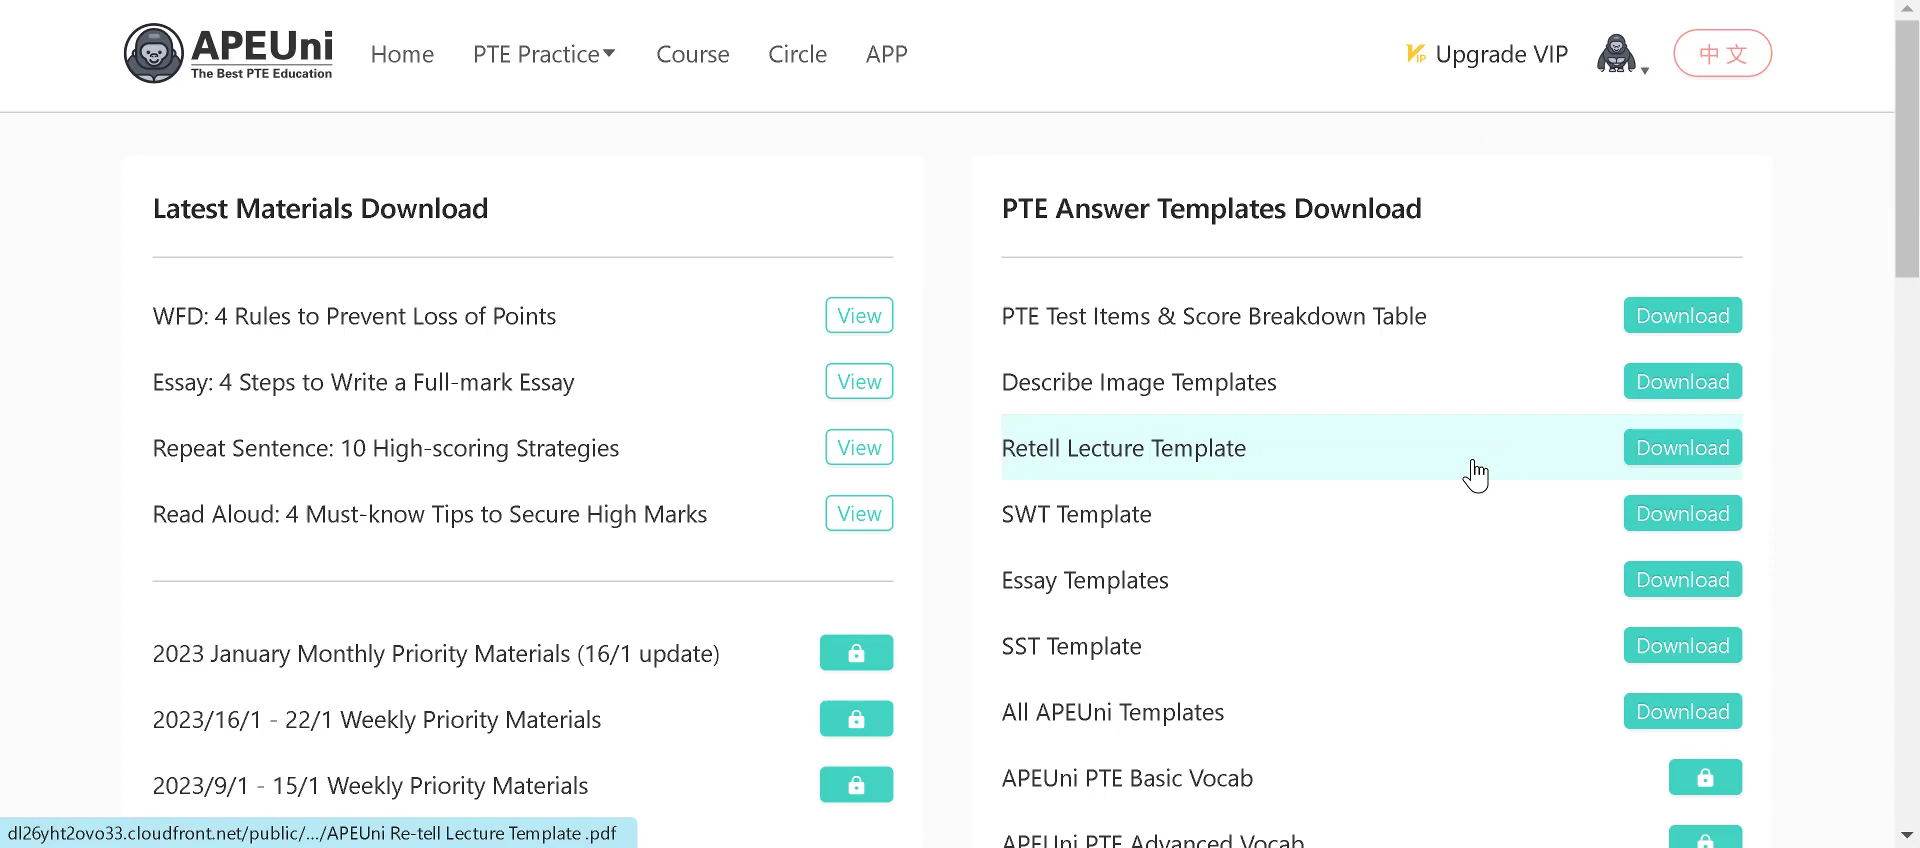 APEUni
The Best PTE Education
Home
PTE Practice
Course
Circle
APP
VIP
Upgrade VIP
中文
Latest Materials Download
WFD: 4 Rules to Prevent Loss of Points
View
Essay: 4 Steps to Write a Full-mark Essay
View
Repeat Sentence: 10 High-scoring Strategies
View
Read Aloud: 4 Must-know Tips to Secure High Marks
View
2023 January Monthly Priority Materials (16/1 update)
2023/16/1 - 22/1 Weekly Priority Materials
2023/9/1 - 15/1 Weekly Priority Materials
PTE Answer Templates Download
PTE Test Items & Score Breakdown Table
Download
Describe Image Templates
Download
Retell Lecture Template
Download
SWT Template
Download
Essay Templates
Download
SST Template
Download
All APEUni Templates
Download
APEUni PTE Basic Vocab
APEUni PTE Advanced Vocab
dl26yht2ovo33.cloudfront.net/public/.../APEUni Re-tell Lecture Template .pdf